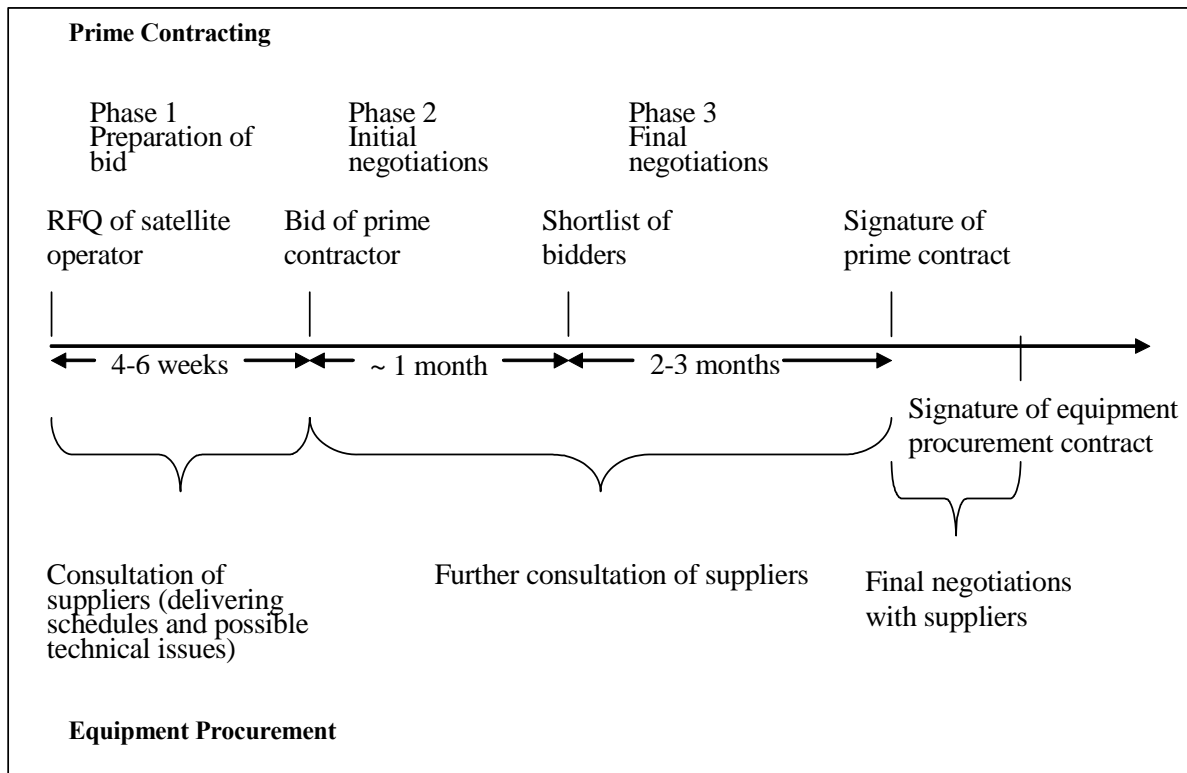 Prime Contracting
Phase 1
Preparation of
bid
Phase 2
Initial
negotiations
Phase 3
Final
negotiations
RFQ of satellite
operator
Bid of prime
contractor
Shortlist of
bidders
Signature of
prime contract
4-6 weeks
~ 1 month
2-3 months
Signature of equipment
procurement contract
Consultation of
suppliers (delivering
schedules and possible
technical issues)
Further consultation of suppliers
Final negotiations
with suppliers
Equipment Procurement